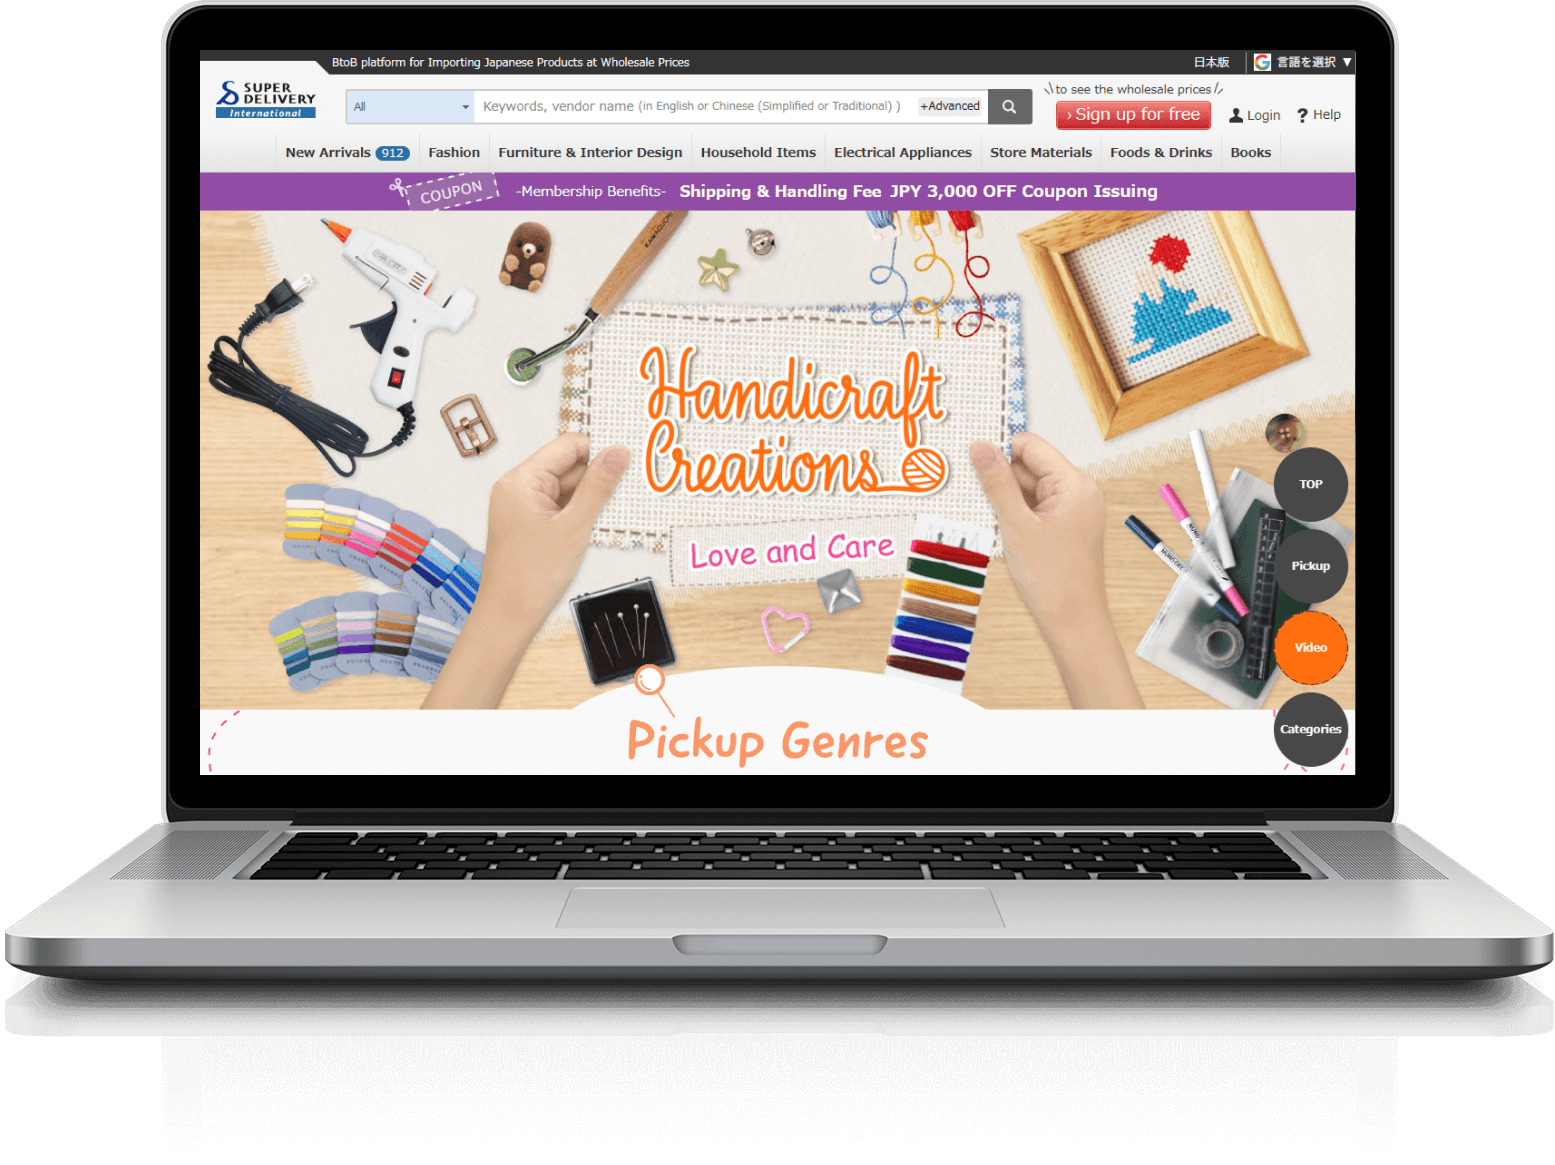 BtoB platform for Importing Japanese Products at Wholesale Prices
日本版
G 言語を選択 ▼
SUPER
DELIVERY
International
All
Keywords, vendor name (in English or Chinese (Simplified or Traditional) )
+Advanced
\\ to see the wholesale prices //
› Sign up for free
Login
? Help
New Arrivals 912
Fashion
Furniture & Interior Design
Household Items
Electrical Appliances
Store Materials
Foods & Drinks
Books
COUPON
-Membership Benefits- Shipping & Handling Fee JPY 3,000 OFF Coupon Issuing
KAWAGUCHI
Handicraft
Creations
Love and Care
TOP
Pickup
Video
Categories
Pickup Genres